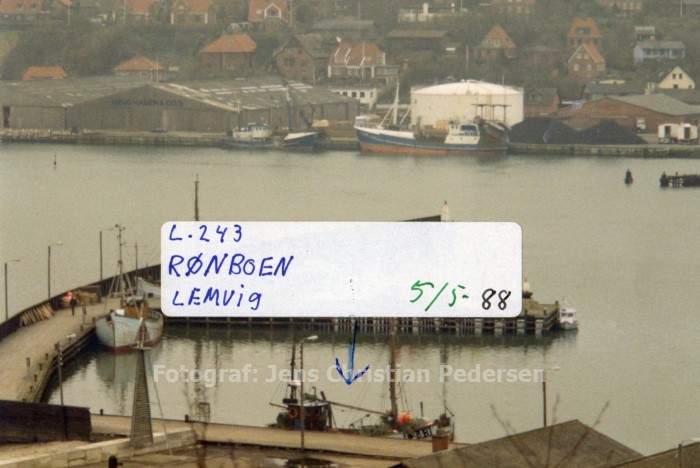 L.243
RØNBOEN
LEMVIG
5/5-88
Fotograf: Jens Christian Pedersen